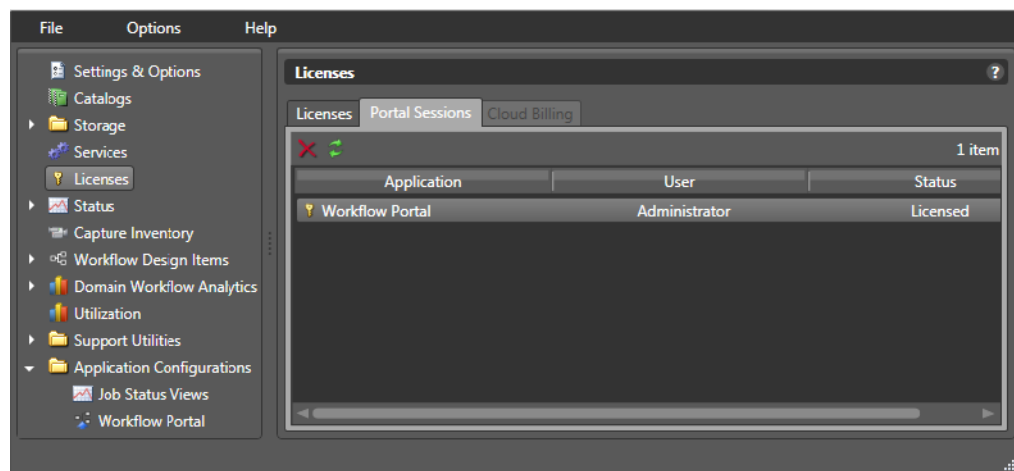 File Options Help
Settings & Options
Catalogs
Storage
Services
Licenses
Status
Capture Inventory
Workflow Design Items
Domain Workflow Analytics
Utilization
Support Utilities
Application Configurations
Job Status Views
Workflow Portal
Licenses ?
Licenses Portal Sessions Cloud Billing
1 item
Application User Status
Workflow Portal Administrator Licensed